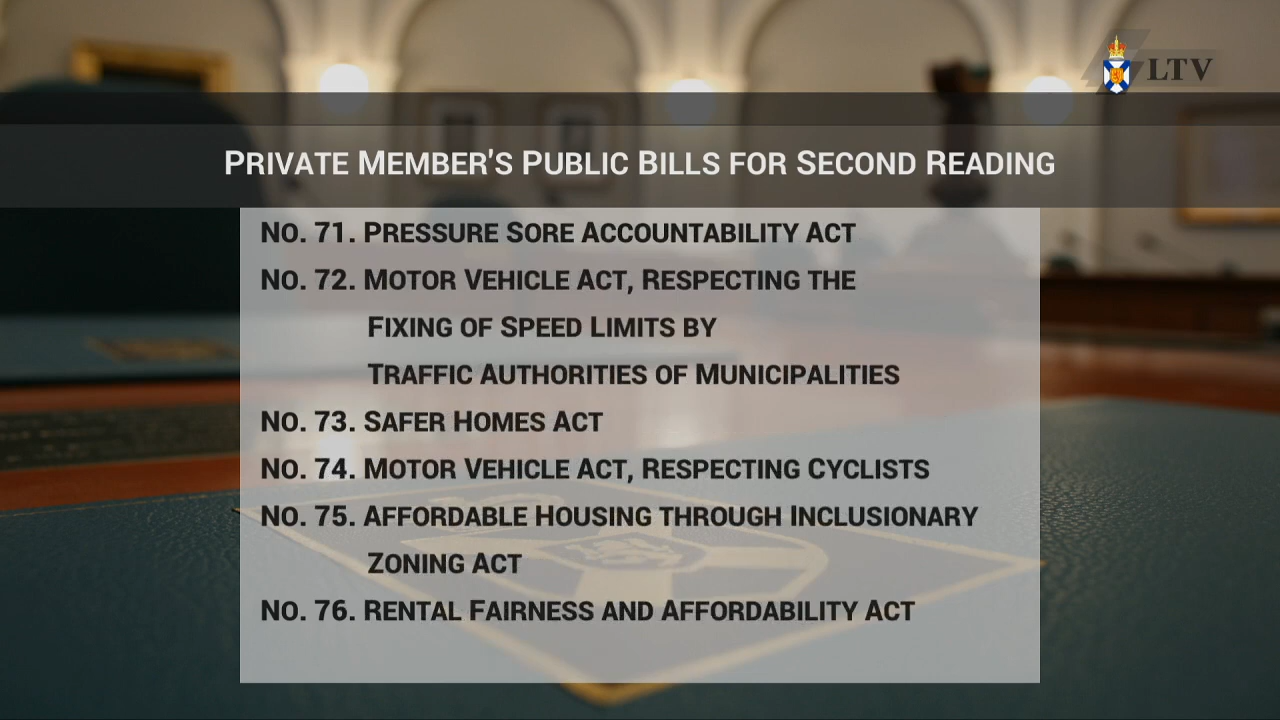 LTV
PRIVATE MEMBER'S PUBLIC BILLS FOR SECOND READING
NO. 71. PRESSURE SORE ACCOUNTABILITY ACT
NO. 72. MOTOR VEHICLE ACT, RESPECTING THE
FIXING OF SPEED LIMITS BY
TRAFFIC AUTHORITIES OF MUNICIPALITIES
NO. 73. SAFER HOMES ACT
NO. 74. MOTOR VEHICLE ACT, RESPECTING CYCLISTS
NO. 75. AFFORDABLE HOUSING THROUGH INCLUSIONARY
ZONING ACT
NO. 76. RENTAL FAIRNESS AND AFFORDABILITY ACT